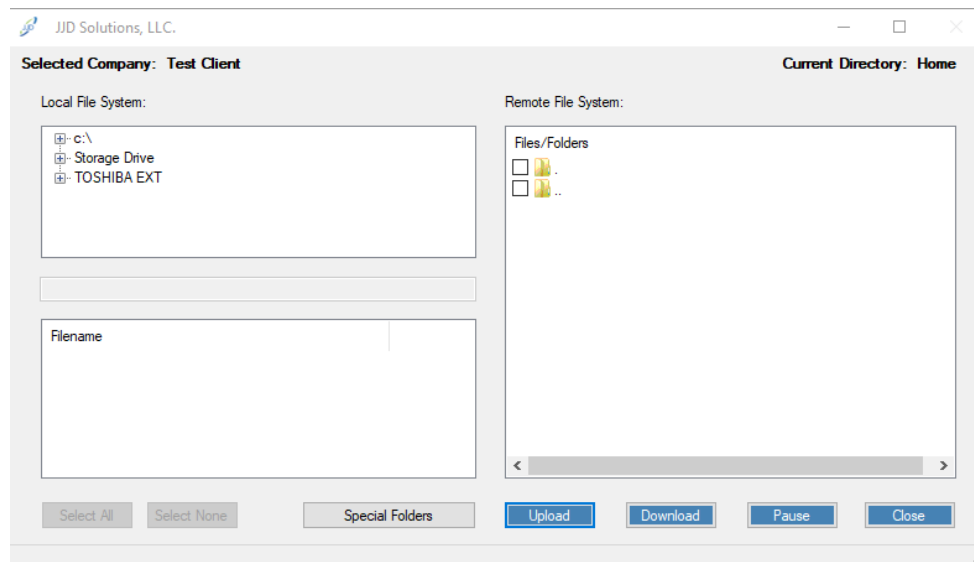 JJD Solutions, LLC.
Selected Company: Test Client
Current Directory: Home
Local File System:
c:\
Storage Drive
TOSHIBA EXT
Filename
Select All
Select None
Special Folders
Remote File System:
Files/Folders
.
..
Upload
Download
Pause
Close